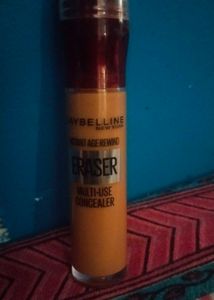 MAYBELLINE
NEW YORK
INSTANT AGE REWIND
ERASER
MULTI-USE
CONCEALER